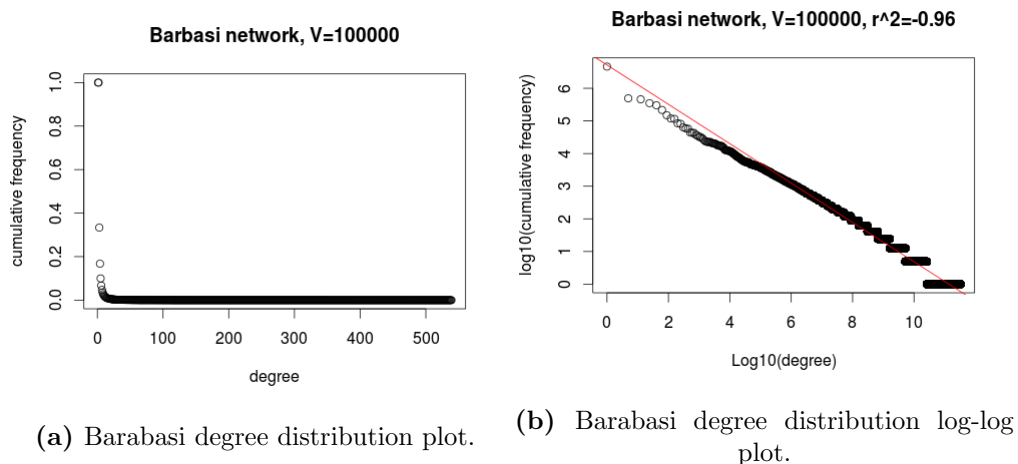 Barbasi network, V=100000
cumulative frequency
1.0
0.8
0.6
0.4
0.2
0.0
0 100 200 300 400 500
degree
(a) Barabasi degree distribution plot.
Barbasi network, V=100000, r^2=-0.96
log10(cumulative frequency)
6
5
4
3
2
1
0
0 2 4 6 8 10
Log10(degree)
(b) Barabasi degree distribution log-log
plot.